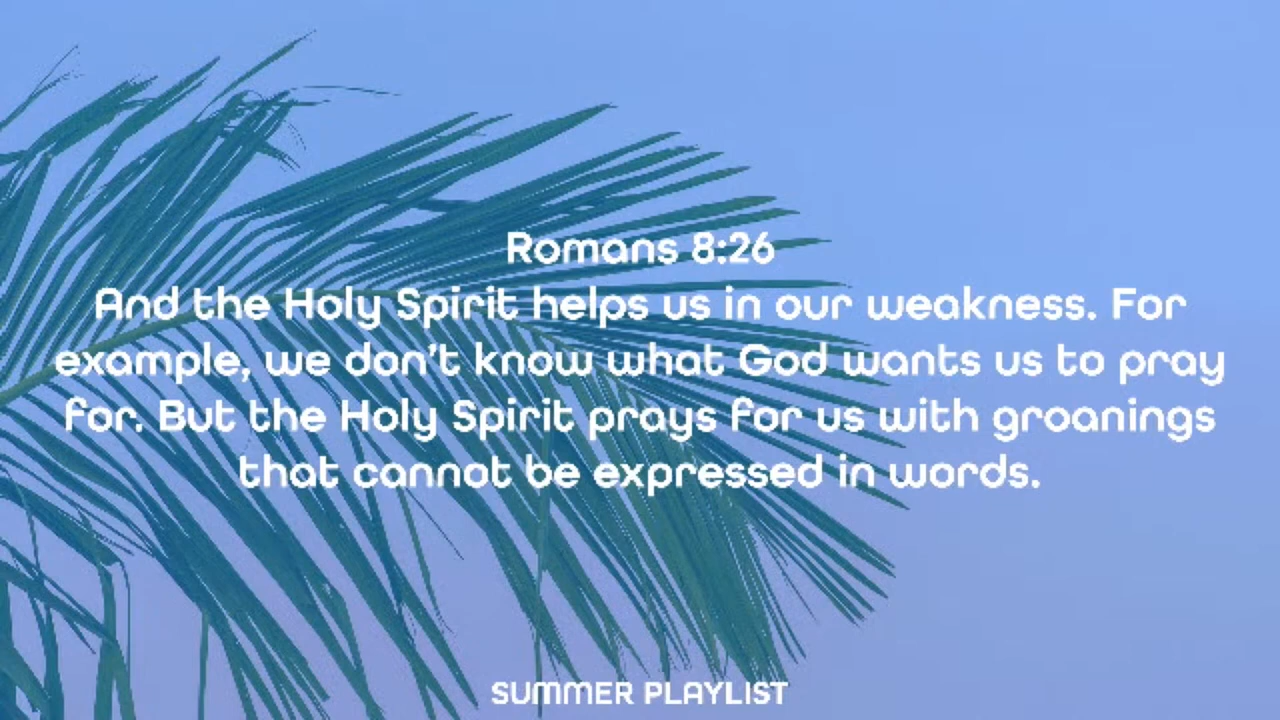 Romans 8:26
And the Holy Spirit helps us in our weakness. For
example, we don't know what God wants us to pray
for. But the Holy Spirit prays for us with groanings
that cannot be expressed in words.
SUMMER PLAYLIST